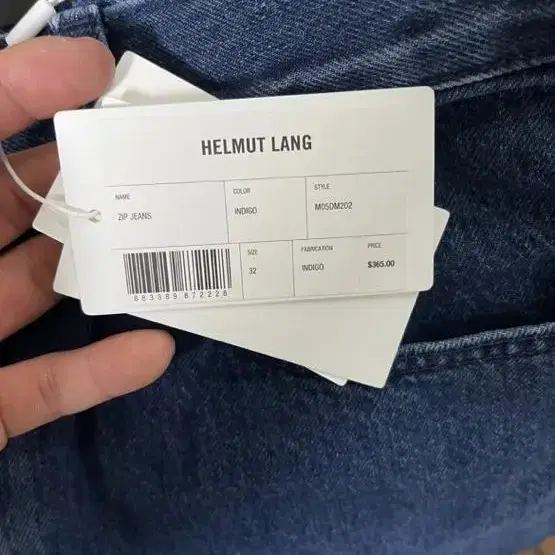 HELMUT LANG
NAME
ZIP JEANS
COLOR
INDIGO
STYLE
M05DM202
883389872228
SIZE
32
FABRICATION
INDIGO
PRICE
$365.00